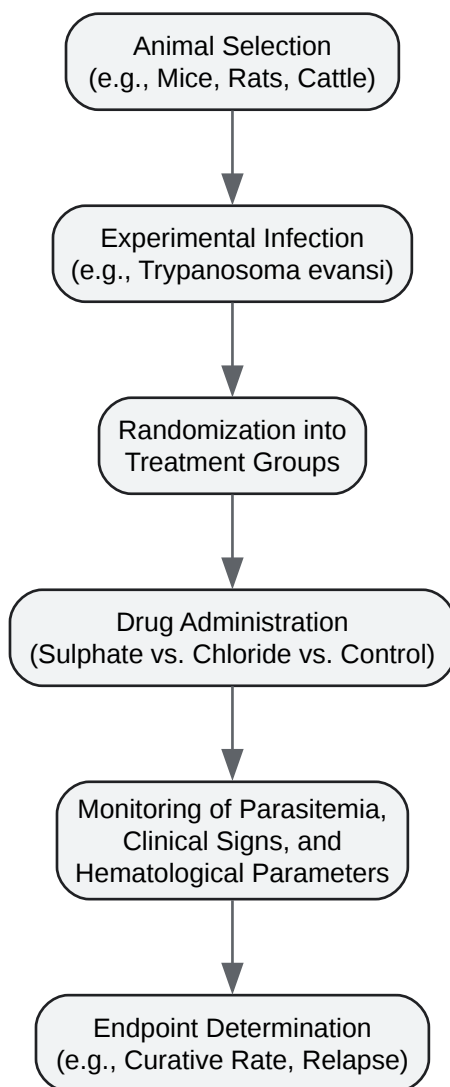 Animal Selection
(e.g., Mice, Rats, Cattle)
Experimental Infection
(e.g., Trypanosoma evansi)
Randomization into
Treatment Groups
Drug Administration
(Sulphate vs. Chloride vs. Control)
Monitoring of Parasitemia,
Clinical Signs, and
Hematological Parameters
Endpoint Determination
(e.g., Curative Rate, Relapse)